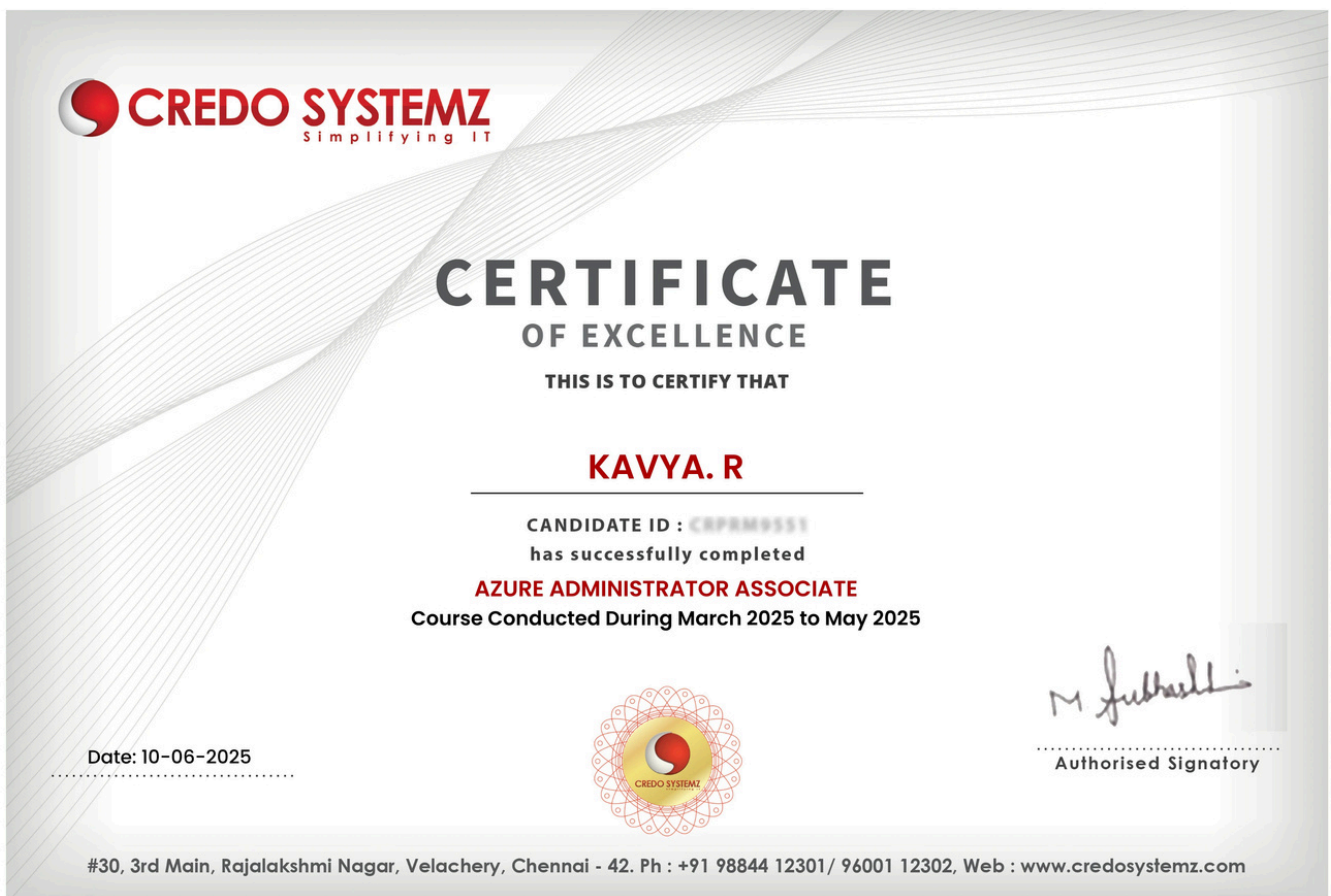 CREDO SYSTEMZ
Simplifying IT
CERTIFICATE
OF EXCELLENCE
THIS IS TO CERTIFY THAT
KAVYA. R
CANDIDATE ID :
has successfully completed
AZURE ADMINISTRATOR ASSOCIATE
Course Conducted During March 2025 to May 2025
Date: 10-06-2025
CREDO SYSTEMZ
Authorised Signatory
#30, 3rd Main, Rajalakshmi Nagar, Velachery, Chennai - 42. Ph : +91 98844 12301/ 96001 12302, Web : www.credosystemz.com